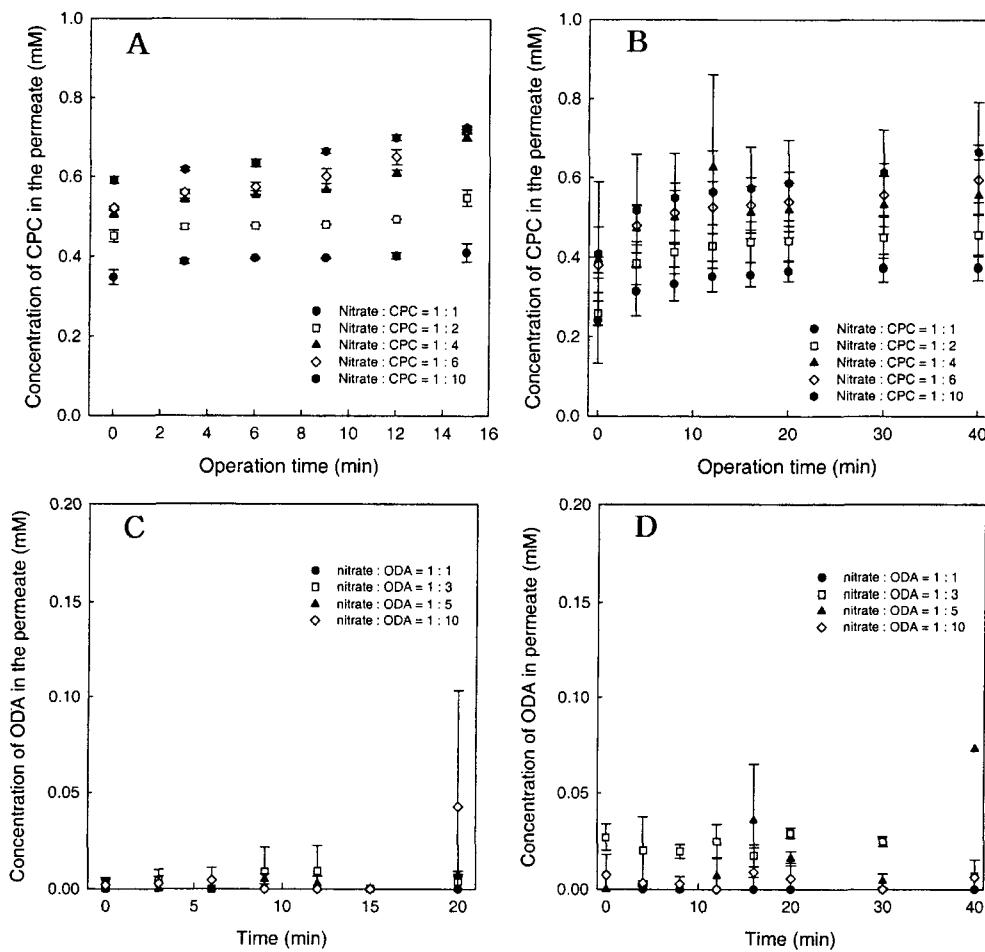 A
Concentration of CPC in the permeate (mM)
1.0
0.8
0.6
0.4
0.2
0.0
Nitrate : CPC = 1 : 1
Nitrate : CPC = 1 : 2
Nitrate : CPC = 1 : 4
Nitrate : CPC = 1 : 6
Nitrate : CPC = 1 : 10
0 2 4 6 8 10 12 14 16
Operation time (min)
B
Concentration of CPC in the permeate (mM)
1.0
0.8
0.6
0.4
0.2
0.0
Nitrate : CPC = 1 : 1
Nitrate : CPC = 1 : 2
Nitrate : CPC = 1 : 4
Nitrate : CPC = 1 : 6
Nitrate : CPC = 1 : 10
0 10 20 30 40
Operation time (min)
C
Concentration of ODA in the permeate (mM)
0.20
0.15
0.10
0.05
0.00
nitrate : ODA = 1 : 1
nitrate : ODA = 1 : 3
nitrate : ODA = 1 : 5
nitrate : ODA = 1 : 10
0 5 10 15 20
Time (min)
D
Concentration of ODA in permeate (mM)
0.20
0.15
0.10
0.05
0.00
nitrate : ODA = 1 : 1
nitrate : ODA = 1 : 3
nitrate : ODA = 1 : 5
nitrate : ODA = 1 : 10
0 10 20 30 40
Time (min)